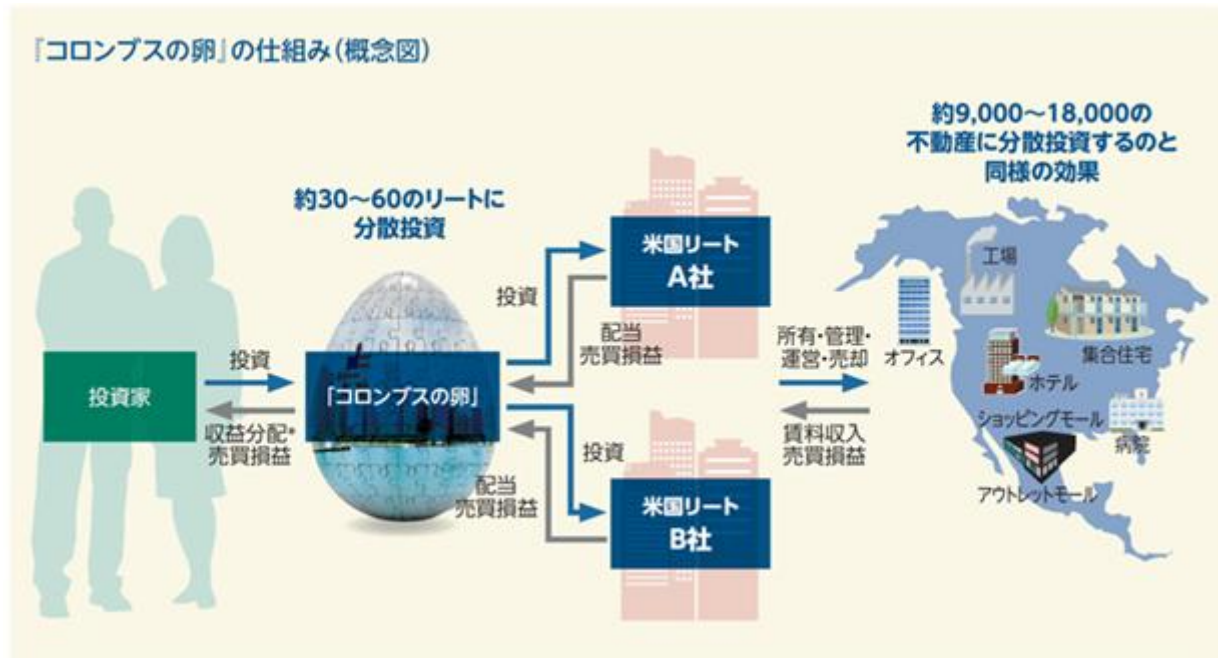 『コロンブスの卵』の仕組み（概念図）
約9,000〜18,000の
不動産に分散投資するのと
同様の効果
約30〜60のリートに
分散投資
投資家
投資
収益分配*
売買損益
「コロンブスの卵」
投資
配当
売買損益
米国リート
A社
投資
配当
売買損益
米国リート
B社
所有・管理・
運営・売却
賃料収入
売買損益
工場
オフィス
集合住宅
ホテル
ショッピングモール
病院
アウトレットモール